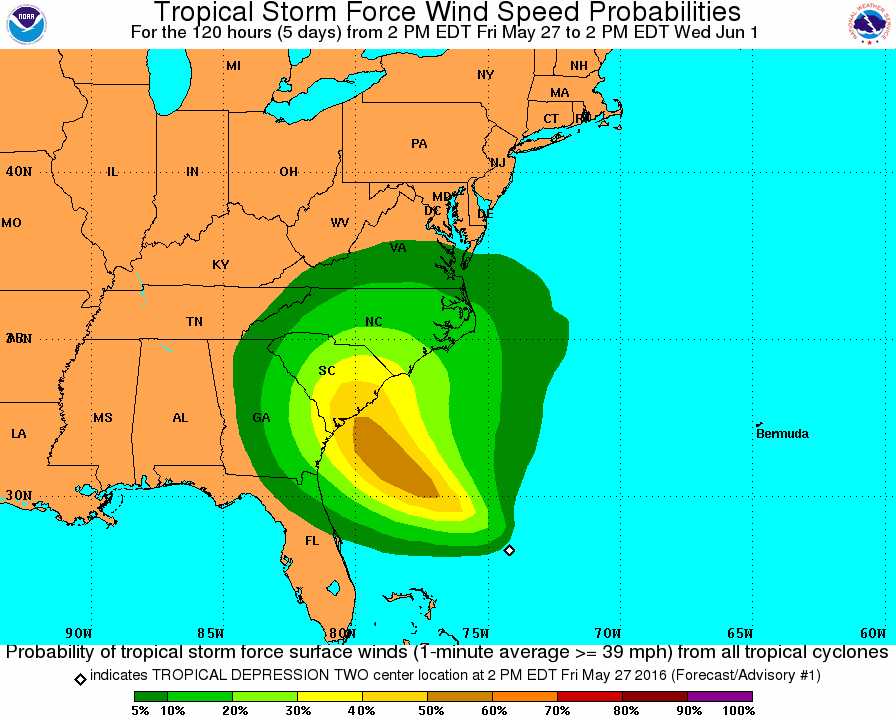 Tropical Storm Force Wind Speed Probabilities
For the 120 hours (5 days) from 2 PM EDT Fri May 27 to 2 PM EDT Wed Jun 1
NOAA
NATIONAL WEATHER SERVICE
MI NY NH
MA
CT RI
PA
NJ
40N IL IN OH
MD
DC DE
MO WV
VA
KY
TN NC
35N
SC
MS AL GA
LA Bermuda
30N
FL
90W 85W 80W 75W 70W 65W 60W
Probability of tropical storm force surface winds (1-minute average >= 39 mph) from all tropical cyclones
indicates TROPICAL DEPRESSION TWO center location at 2 PM EDT Fri May 27 2016 (Forecast/Advisory #1)
5% 10% 20% 30% 40% 50% 60% 70% 80% 90% 100%